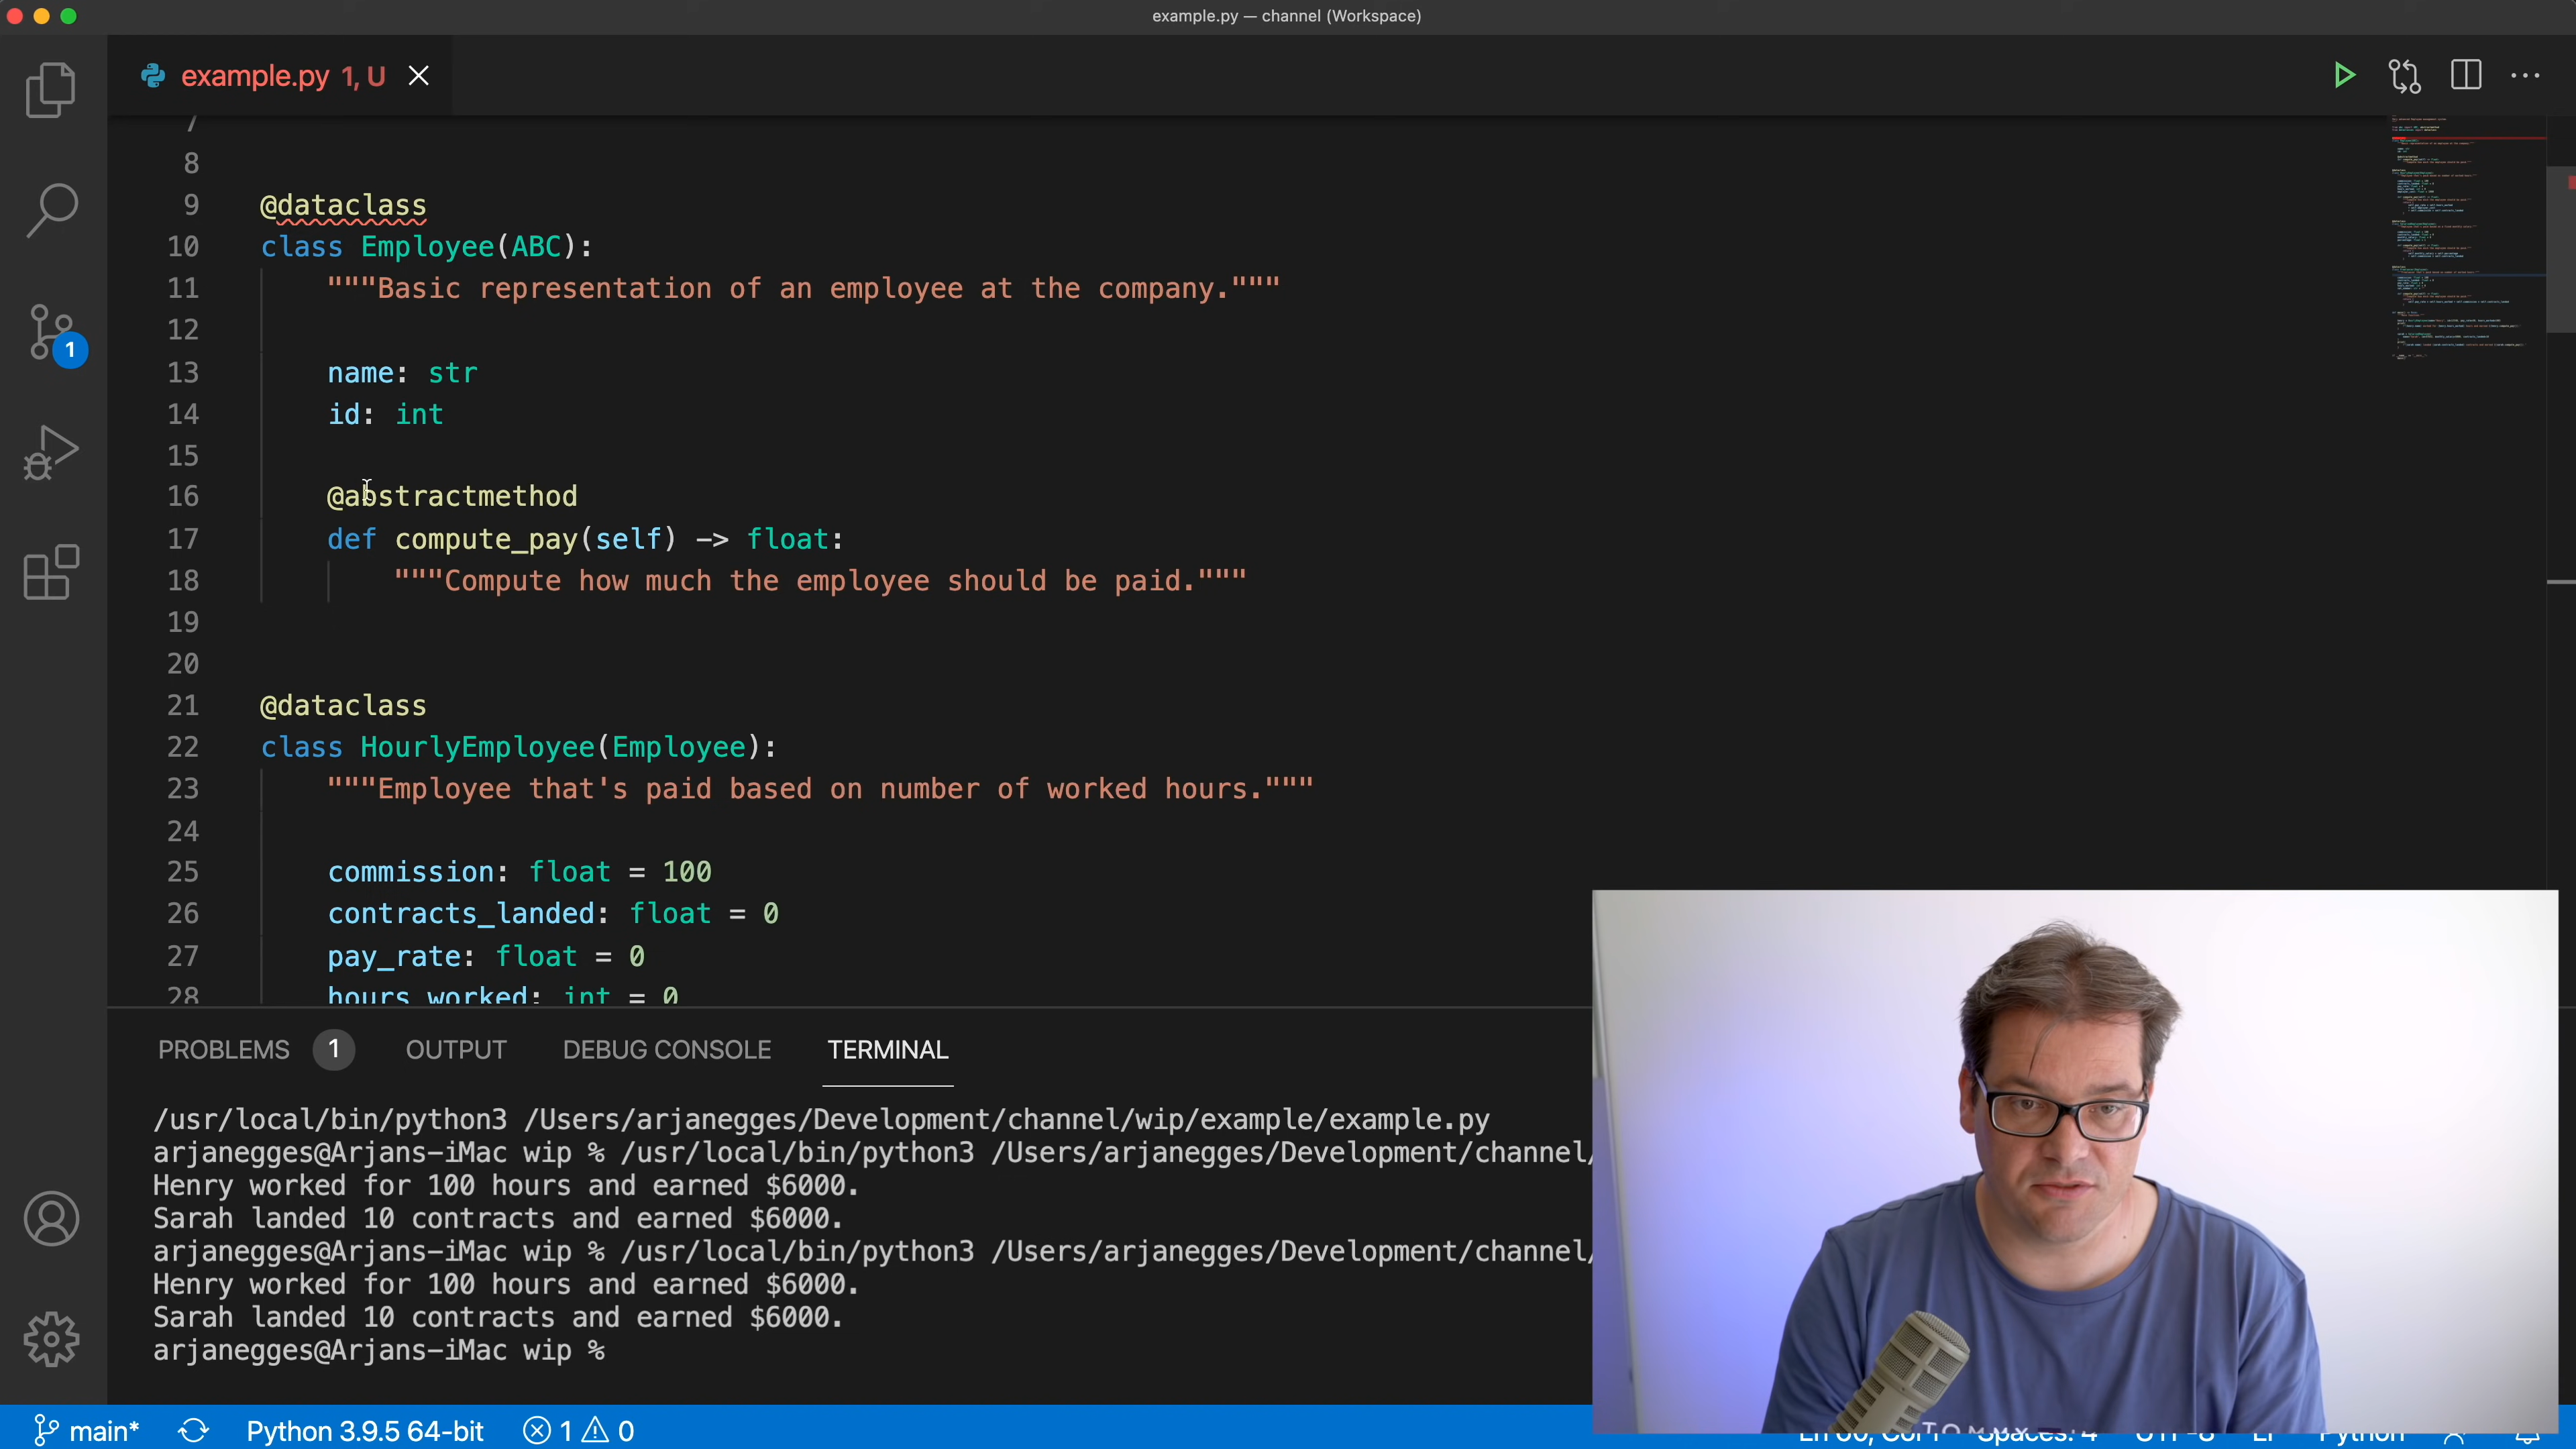 example.py — channel (Workspace)
example.py 1, U
7
8
9 @dataclass
10 class Employee(ABC):
11 """Basic representation of an employee at the company."""
12
13 name: str
14 id: int
15
16 @abstractmethod
17 def compute_pay(self) -> float:
18 """Compute how much the employee should be paid."""
19
20
21 @dataclass
22 class HourlyEmployee(Employee):
23 """Employee that's paid based on number of worked hours."""
24
25 commission: float = 100
26 contracts_landed: float = 0
27 pay_rate: float = 0
28 hours_worked: int = 0
1
PROBLEMS 1 OUTPUT DEBUG CONSOLE TERMINAL
/usr/local/bin/python3 /Users/arjanegges/Development/channel/wip/example/example.py
arjanegges@Arjans-iMac wip % /usr/local/bin/python3 /Users/arjanegges/Development/channel/
Henry worked for 100 hours and earned $6000.
Sarah landed 10 contracts and earned $6000.
arjanegges@Arjans-iMac wip % /usr/local/bin/python3 /Users/arjanegges/Development/channel/
Henry worked for 100 hours and earned $6000.
Sarah landed 10 contracts and earned $6000.
arjanegges@Arjans-iMac wip %
main* Python 3.9.5 64-bit 1 0 Spaces: 4 UTF-8 LF Python